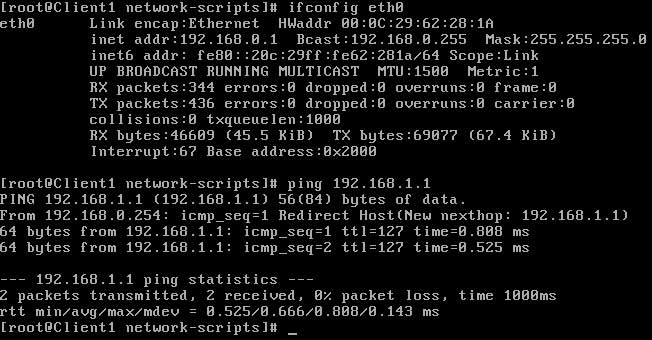 [root@Client1 network-scripts]# ifconfig eth0
eth0      Link encap:Ethernet  HWaddr 00:0C:29:62:28:1A
          inet addr:192.168.0.1  Bcast:192.168.0.255  Mask:255.255.255.0
          inet6 addr: fe80::20c:29ff:fe62:281a/64 Scope:Link
          UP BROADCAST RUNNING MULTICAST  MTU:1500  Metric:1
          RX packets:344 errors:0 dropped:0 overruns:0 frame:0
          TX packets:436 errors:0 dropped:0 overruns:0 carrier:0
          collisions:0 txqueuelen:1000
          RX bytes:46609 (45.5 KiB)  TX bytes:69077 (67.4 KiB)
          Interrupt:67 Base address:0x2000
[root@Client1 network-scripts]# ping 192.168.1.1
PING 192.168.1.1 (192.168.1.1) 56(84) bytes of data.
From 192.168.0.254: icmp_seq=1 Redirect Host(New nexthop: 192.168.1.1)
64 bytes from 192.168.1.1: icmp_seq=1 ttl=127 time=0.808 ms
64 bytes from 192.168.1.1: icmp_seq=2 ttl=127 time=0.525 ms
--- 192.168.1.1 ping statistics ---
2 packets transmitted, 2 received, 0% packet loss, time 1000ms
rtt min/avg/max/mdev = 0.525/0.666/0.808/0.143 ms
[root@Client1 network-scripts]# _